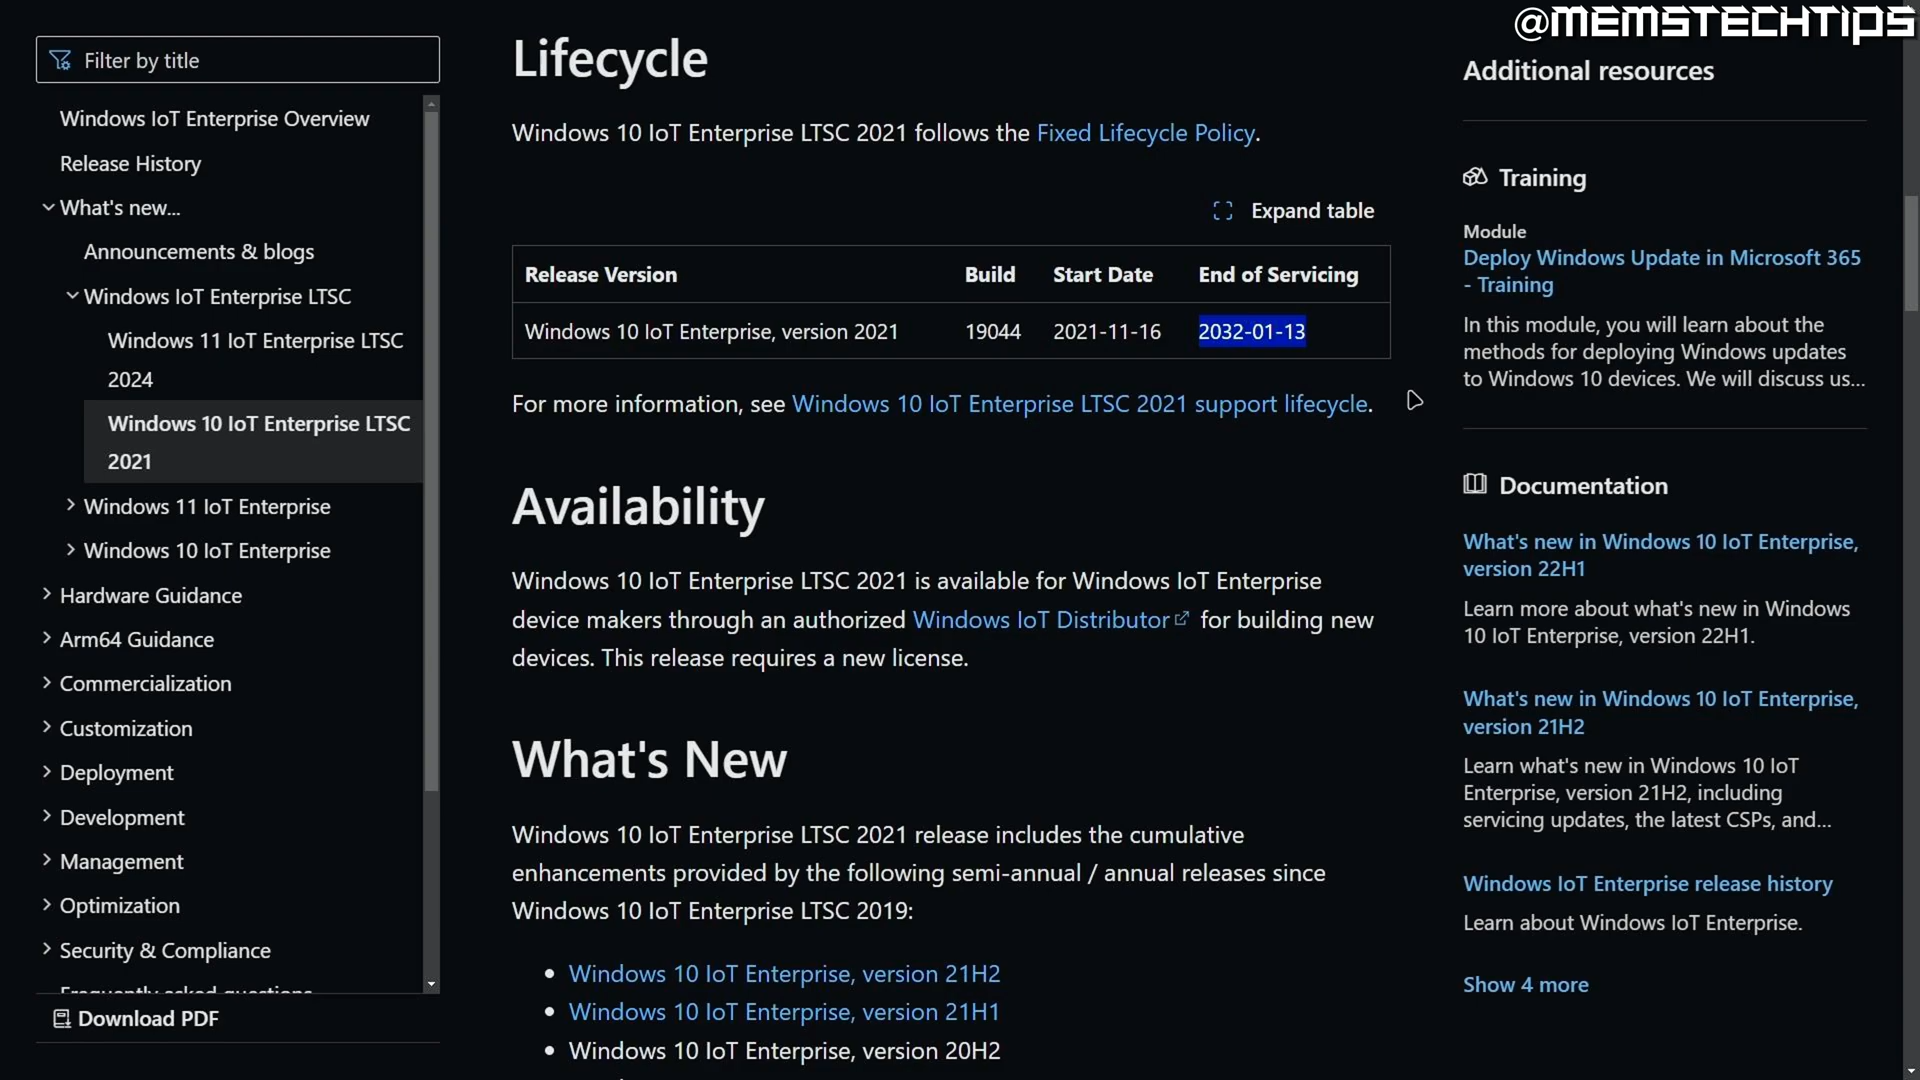 @MEMSTECHTIPS
Filter by title
Windows IoT Enterprise Overview
Release History
What's new...
Announcements & blogs
Windows IoT Enterprise LTSC
Windows 11 IoT Enterprise LTSC
2024
Windows 10 IoT Enterprise LTSC
2021
Windows 11 IoT Enterprise
Windows 10 IoT Enterprise
Hardware Guidance
Arm64 Guidance
Commercialization
Customization
Deployment
Development
Management
Optimization
Security & Compliance
Frequently asked questions
Download PDF
Lifecycle
Windows 10 IoT Enterprise LTSC 2021 follows the Fixed Lifecycle Policy.
Expand table
Release Version Build Start Date End of Servicing
Windows 10 IoT Enterprise, version 2021 19044 2021-11-16 2032-01-13
For more information, see Windows 10 IoT Enterprise LTSC 2021 support lifecycle.
Availability
Windows 10 IoT Enterprise LTSC 2021 is available for Windows IoT Enterprise
device makers through an authorized Windows IoT Distributor for building new
devices. This release requires a new license.
What's New
Windows 10 IoT Enterprise LTSC 2021 release includes the cumulative
enhancements provided by the following semi-annual / annual releases since
Windows 10 IoT Enterprise LTSC 2019:
• Windows 10 IoT Enterprise, version 21H2
• Windows 10 IoT Enterprise, version 21H1
• Windows 10 IoT Enterprise, version 20H2
Additional resources
Training
Module
Deploy Windows Update in Microsoft 365
- Training
In this module, you will learn about the
methods for deploying Windows updates
to Windows 10 devices. We will discuss us...
Documentation
What's new in Windows 10 IoT Enterprise,
version 22H1
Learn more about what's new in Windows
10 IoT Enterprise, version 22H1.
What's new in Windows 10 IoT Enterprise,
version 21H2
Learn what's new in Windows 10 IoT
Enterprise, version 21H2, including
servicing updates, the latest CSPs, and...
Windows IoT Enterprise release history
Learn about Windows IoT Enterprise.
Show 4 more